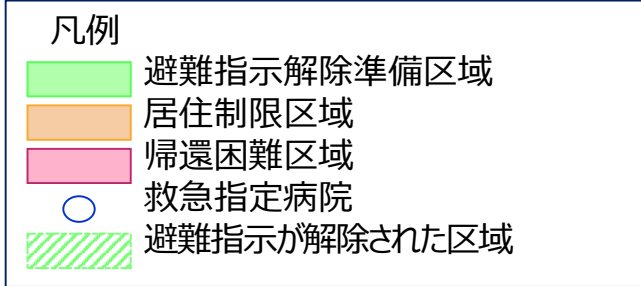 凡例
避難指示解除準備区域
居住制限区域
帰還困難区域
救急指定病院
避難指示が解除された区域